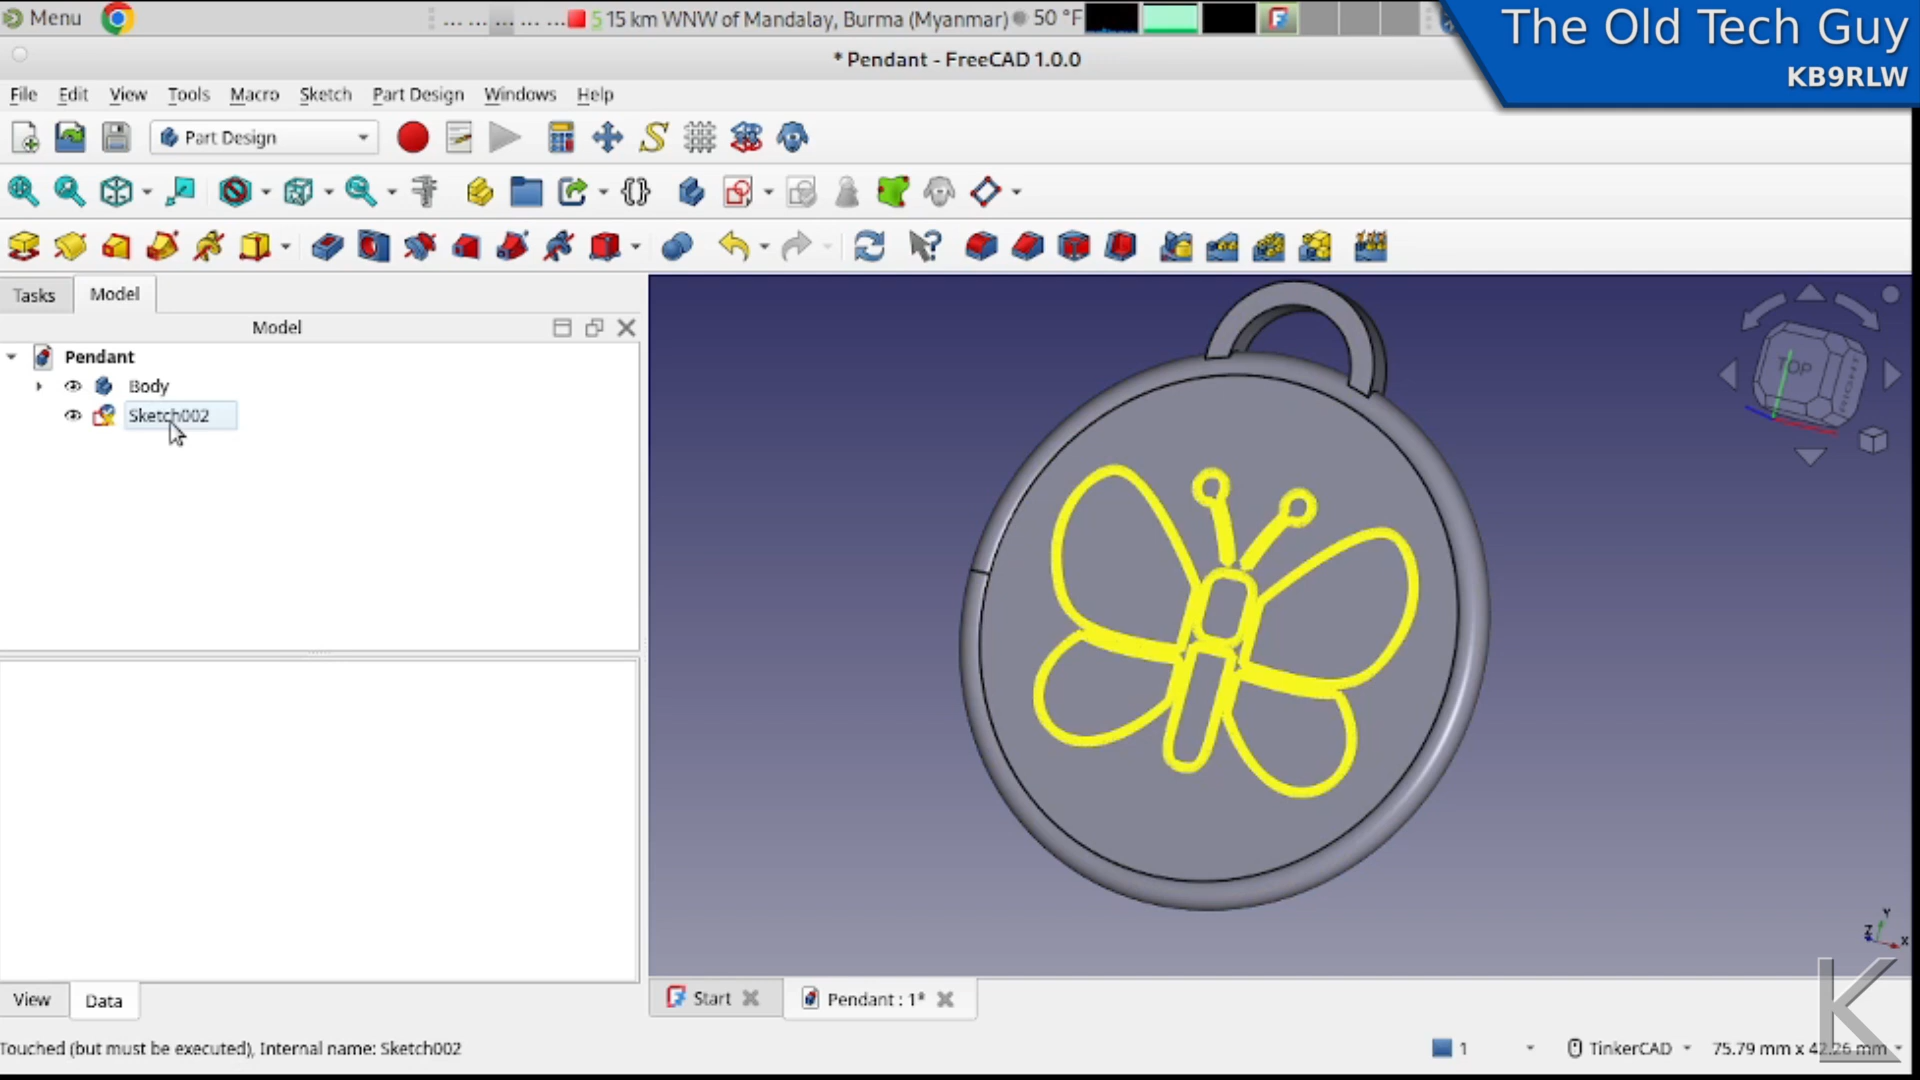 Menu
... ... ... ... ... 5 15 km WNW of Mandalay, Burma (Myanmar) 50 °F
The Old Tech Guy
KB9RLW
* Pendant - FreeCAD 1.0.0
File Edit View Tools Macro Sketch Part Design Windows Help
Part Design
Tasks Model
Model
Pendant
Body
Sketch002
TOP
Y
Z X
K
View Data
Start Pendant : 1*
Touched (but must be executed), Internal name: Sketch002
1 TinkerCAD 75.79 mm x 42.26 mm